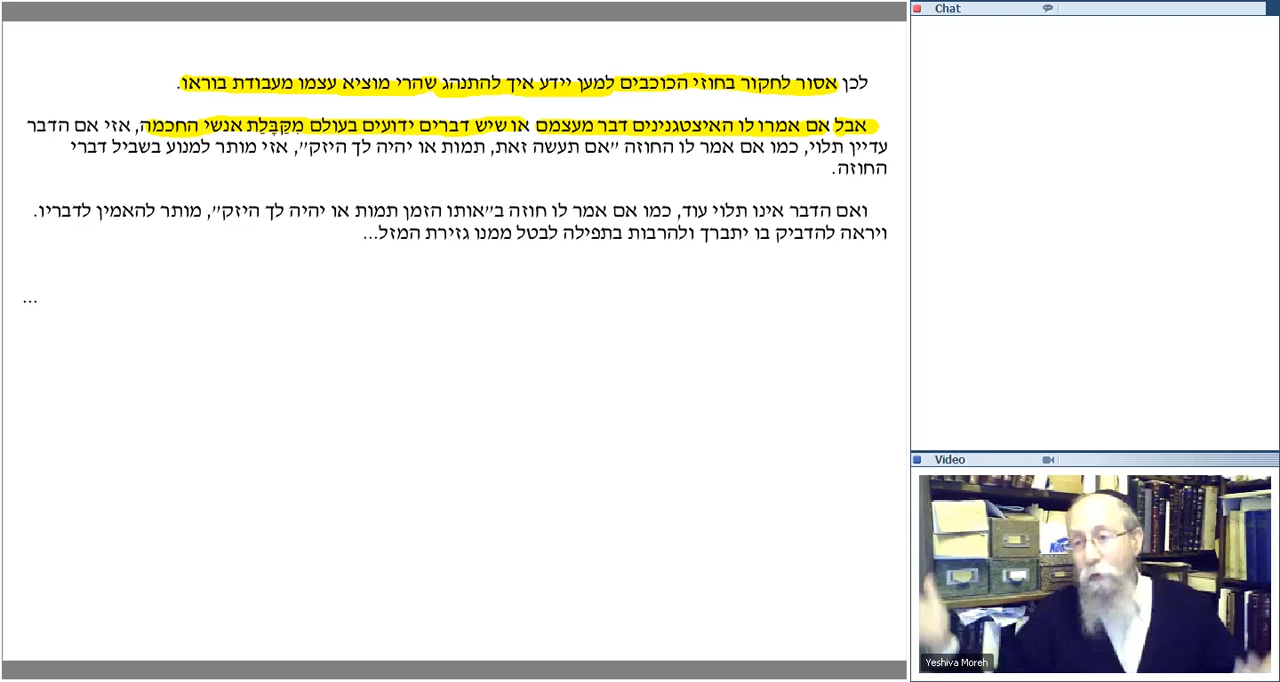 לכן אסור לחקור בחוזי הכוכבים למען יידע איך להתנהג שהרי מוציא עצמו מעבודת בוראו.
אבל אם אמרו לו האיצטגנינים דבר מעצמם או שיש דברים ידועים בעולם מִקַּבָּלַת אנשי החכמה, אזי אם הדבר
עדיין תלוי, כמו אם אמר לו החוזה "אם תעשה זאת, תמות או יהיה לך היזק", אזי מותר למנוע בשביל דברי
החוזה.
ואם הדבר אינו תלוי עוד, כמו אם אמר לו חוזה ב"אותו הזמן תמות או יהיה לך היזק", מותר להאמין לדבריו.
ויראה להדביק בו יתברך ולהרבות בתפילה לבטל ממנו גזירת המזל...
...
Chat
Video
Yeshiva Moreh